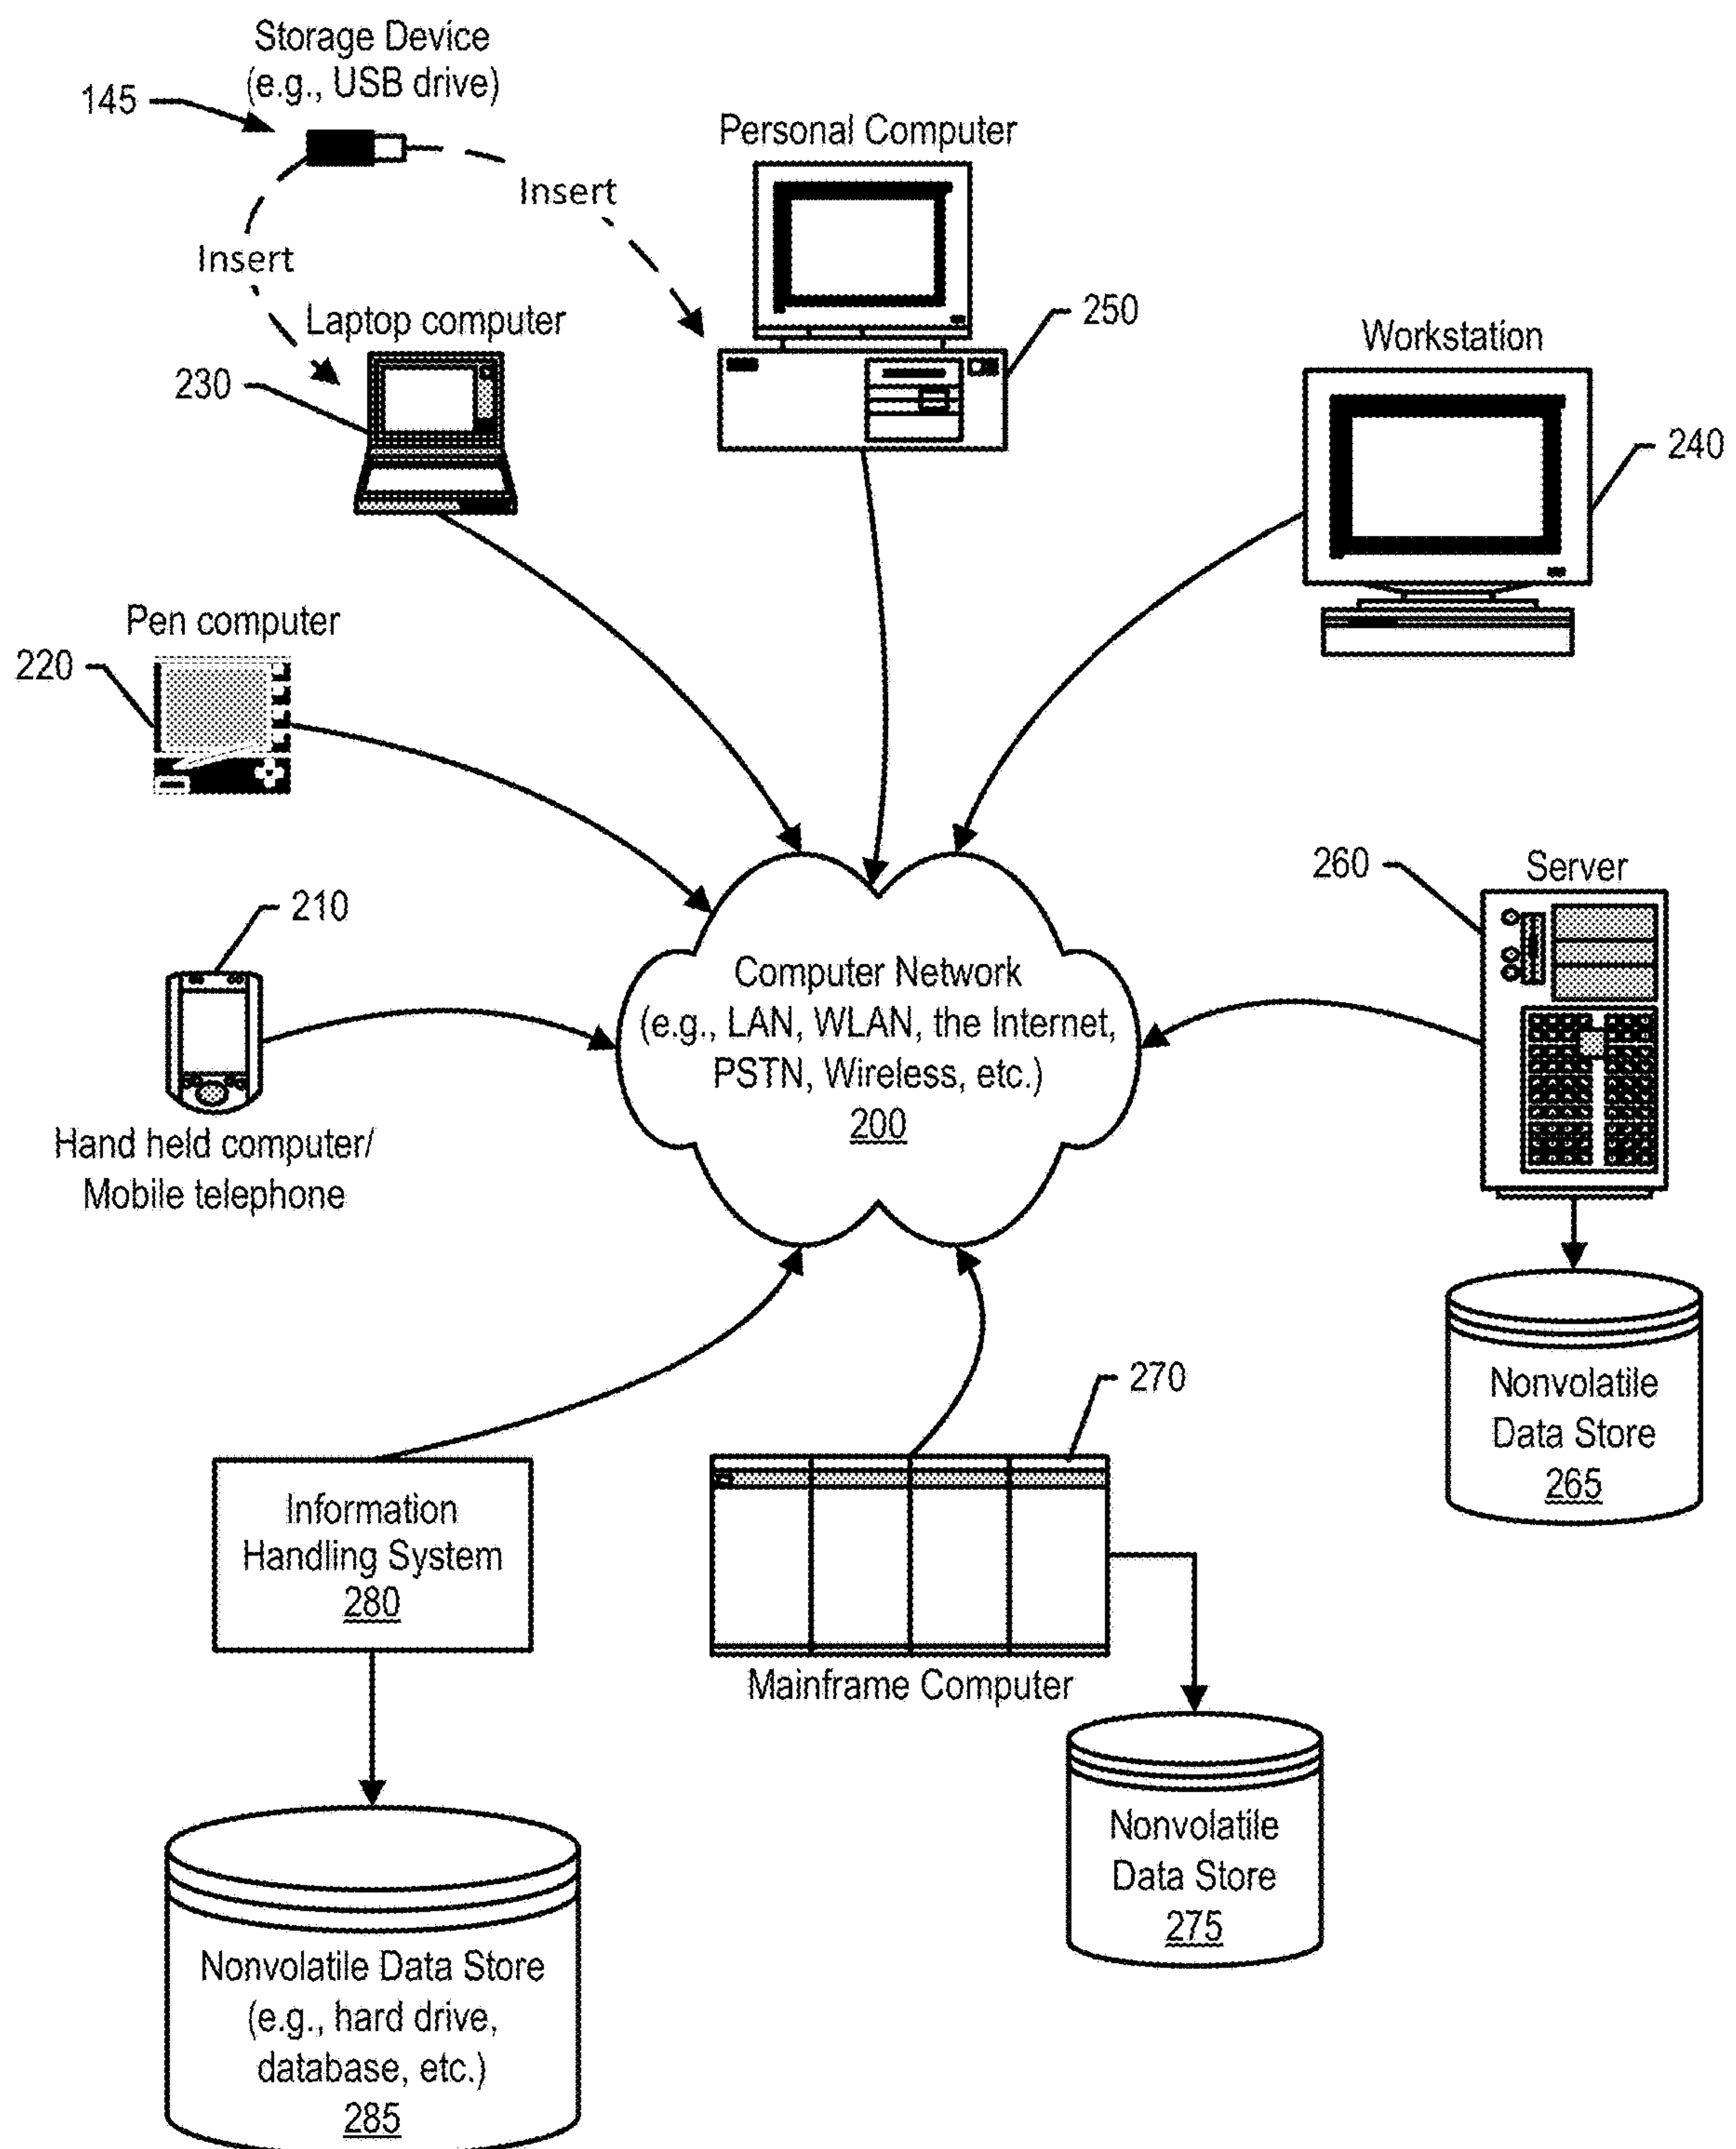 Storage Device
(e.g., USB drive)
145
Personal Computer
Insert
Insert
Laptop computer
250
Workstation
230
240
Pen computer
220
260
Server
210
Computer Network
(e.g., LAN, WLAN, the Internet,
PSTN, Wireless, etc.)
200
Hand held computer/
Mobile telephone
270
Nonvolatile
Data Store
265
Information
Handling System
280
Mainframe Computer
Nonvolatile
Data Store
275
Nonvolatile Data Store
(e.g., hard drive,
database, etc.)
285